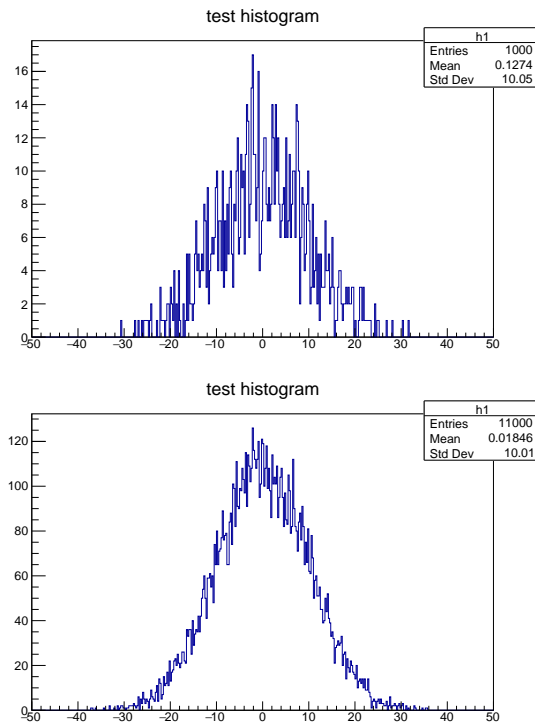 test histogram
h1
Entries 1000
Mean 0.1274
Std Dev 10.05
16
14
12
10
8
6
4
2
0
−50 −40 −30 −20 −10 0 10 20 30 40 50
test histogram
h1
Entries 11000
Mean 0.01846
Std Dev 10.01
120
100
80
60
40
20
0
−50 −40 −30 −20 −10 0 10 20 30 40 50